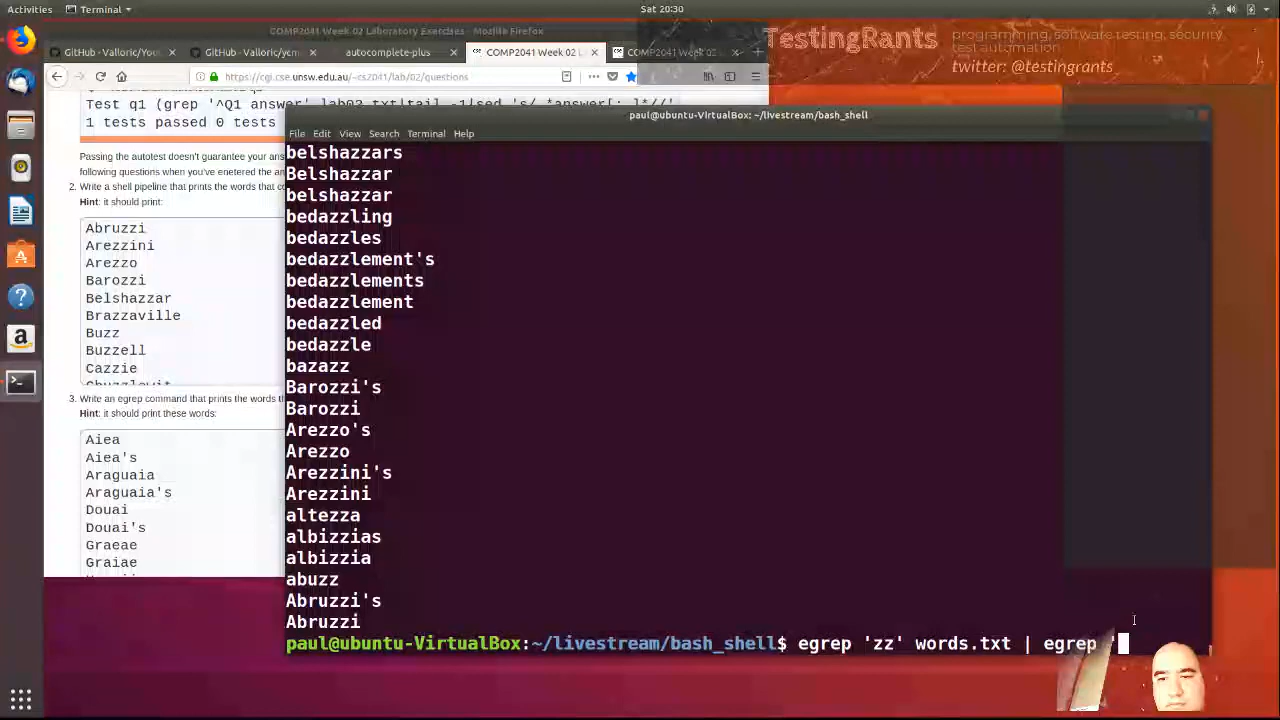 Activities Terminal Sat 20:30
COMP2041 Week 02 Laboratory Exercises - Mozilla Firefox
GitHub - Valloric/You GitHub - Valloric/ycm autocomplete-plus COMP2041 Week 02 La COMP2041 Week 02
https://cgi.cse.unsw.edu.au/~cs2041/lab/02/questions
TestingRants
programming, software testing, security
test automation
twitter: @testingrants
Test q1 (grep '^Q1 answer' lab02.txt|tail -1|sed 's/.*answer[: ]*//'
1 tests passed 0 tests
Passing the autotest doesn't guarantee your ans
following questions when you've enetered the an
2. Write a shell pipeline that prints the words that co
Hint: it should print:
Abruzzi
Arezzini
Arezzo
Barozzi
Belshazzar
Brazzaville
Buzz
Buzzell
Cazzie
Chuzzlewit
3. Write an egrep command that prints the words th
Hint: it should print these words:
Aiea
Aiea's
Araguaia
Araguaia's
Douai
Douai's
Graeae
Graiae
paul@ubuntu-VirtualBox: ~/livestream/bash_shell
File Edit View Search Terminal Help
belshazzars
Belshazzar
belshazzar
bedazzling
bedazzles
bedazzlement's
bedazzlements
bedazzlement
bedazzled
bedazzle
bazazz
Barozzi's
Barozzi
Arezzo's
Arezzo
Arezzini's
Arezzini
altezza
albizzias
albizzia
abuzz
Abruzzi's
Abruzzi
paul@ubuntu-VirtualBox:~/livestream/bash_shell$ egrep 'zz' words.txt | egrep '